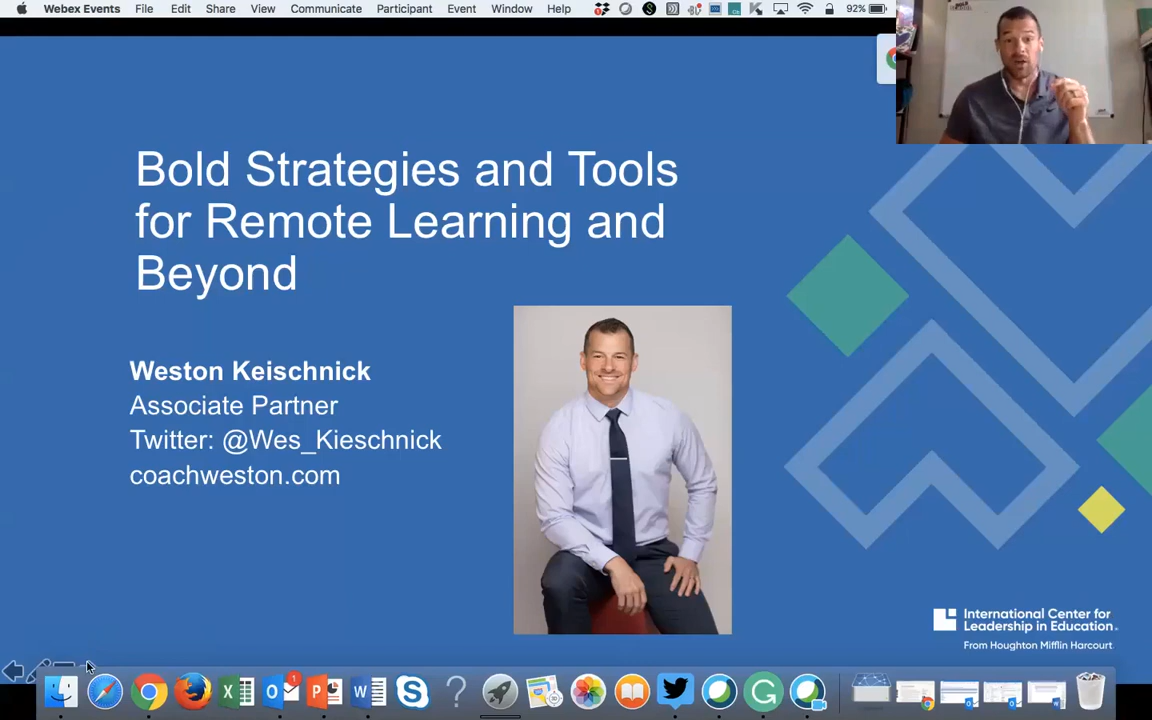 Webex Events File Edit Share View Communicate Participant Event Window Help 92%
Bold Strategies and Tools
for Remote Learning and
Beyond
Weston Keischnick
Associate Partner
Twitter: @Wes_Kieschnick
coachweston.com
International Center for
Leadership in Education.
From Houghton Mifflin Harcourt